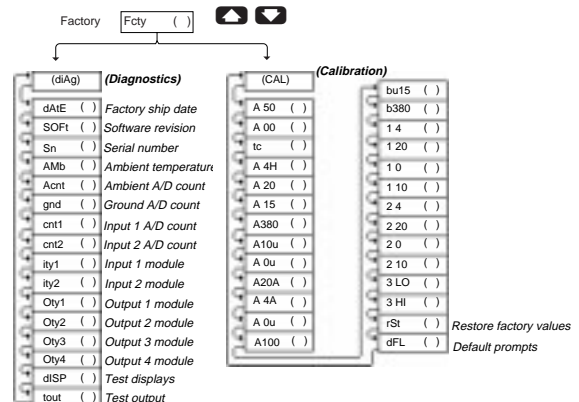 Factory Fcty ( )
(diAg) (Diagnostics)
dAtE ( ) Factory ship date
SOFt ( ) Software revision
Sn ( ) Serial number
AMb ( ) Ambient temperature
Acnt ( ) Ambient A/D count
gnd ( ) Ground A/D count
cnt1 ( ) Input 1 A/D count
cnt2 ( ) Input 2 A/D count
ity1 ( ) Input 1 module
ity2 ( ) Input 2 module
Oty1 ( ) Output 1 module
Oty2 ( ) Output 2 module
Oty3 ( ) Output 3 module
Oty4 ( ) Output 4 module
dISP ( ) Test displays
tout ( ) Test output
(CAL) (Calibration)
A 50 ( )
A 00 ( )
tc ( )
A 4H ( )
A 20 ( )
A 15 ( )
A380 ( )
A10u ( )
A 0u ( )
A20A ( )
A 4A ( )
A 0u ( )
A100 ( )
bu15 ( )
b380 ( )
1 4 ( )
1 20 ( )
1 0 ( )
1 10 ( )
2 4 ( )
2 20 ( )
2 0 ( )
2 10 ( )
3 LO ( )
3 HI ( )
rSt ( ) Restore factory values
dFL ( ) Default prompts